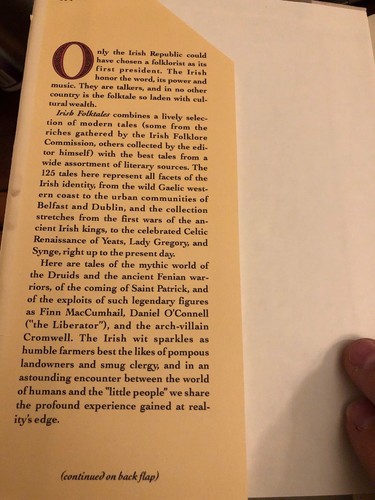 Only the Irish Republic could
have chosen a folklorist as its
first president. The Irish
honor the word, its power and
music. They are talkers, and in no other
country is the folktale so laden with cul-
tural wealth.
Irish Folktales combines a lively selec-
tion of modern tales (some from the
riches gathered by the Irish Folklore
Commission, others collected by the edi-
tor himself) with the best tales from a
wide assortment of literary sources. The
125 tales here represent all facets of the
Irish identity, from the wild Gaelic west-
ern coast to the urban communities of
Belfast and Dublin, and the collection
stretches from the first wars of the an-
cient Irish kings, to the celebrated Celtic
Renaissance of Yeats, Lady Gregory, and
Synge, right up to the present day.
Here are tales of the mythic world of
the Druids and the ancient Fenian war-
riors, of the coming of Saint Patrick, and
of the exploits of such legendary figures
as Finn MacCumhail, Daniel O'Connell
("the Liberator"), and the arch-villain
Cromwell. The Irish wit sparkles as
humble farmers best the likes of pompous
landowners and smug clergy, and in an
astounding encounter between the world
of humans and the "little people" we share
the profound experience gained at real-
ity's edge.
(continued on back flap)